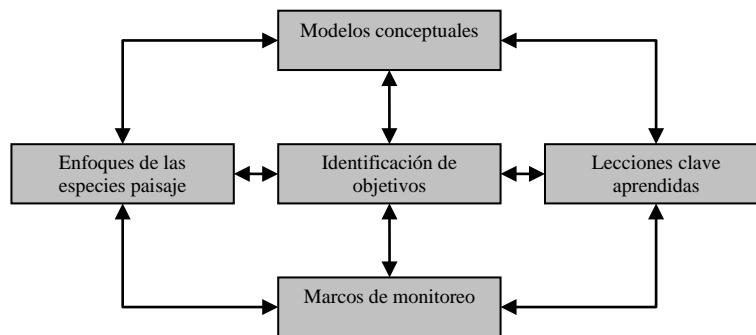 Modelos conceptuales
Enfoques de las
especies paisaje
Identificación de
objetivos
Lecciones clave
aprendidas
Marcos de monitoreo